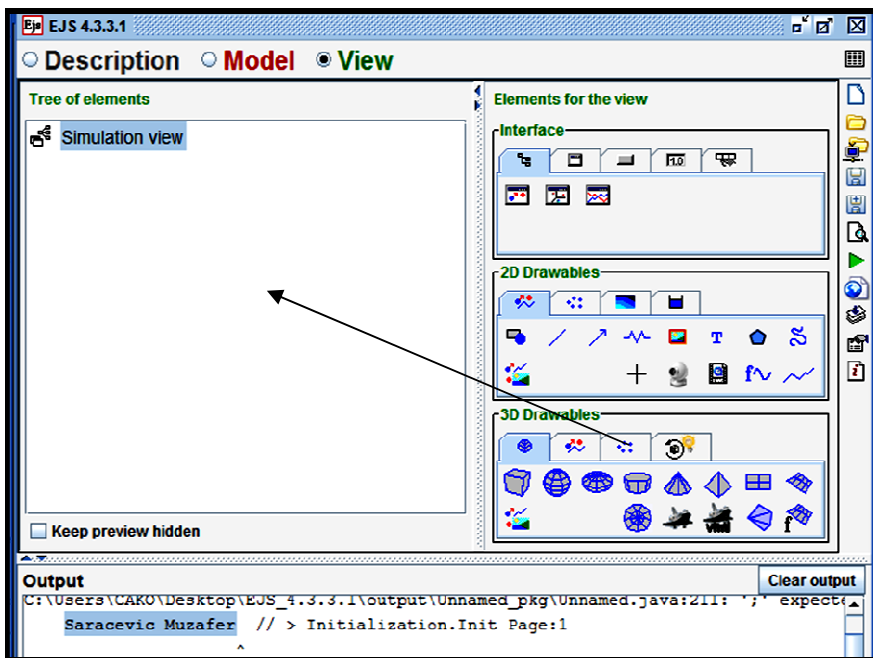 Ejs EJS 4.3.3.1
Description Model View
Tree of elements
Simulation view
Keep preview hidden
Elements for the view
Interface
1.0
2D Drawables
T
f
3D Drawables
f
Output
Clear output
C:\Users\CAKO\Desktop\EJS_4.3.3.1\output\Unnamed_pkg\Unnamed.java:211: ';' expecte
Saracevic Muzafer // > Initialization.Init Page:1
^